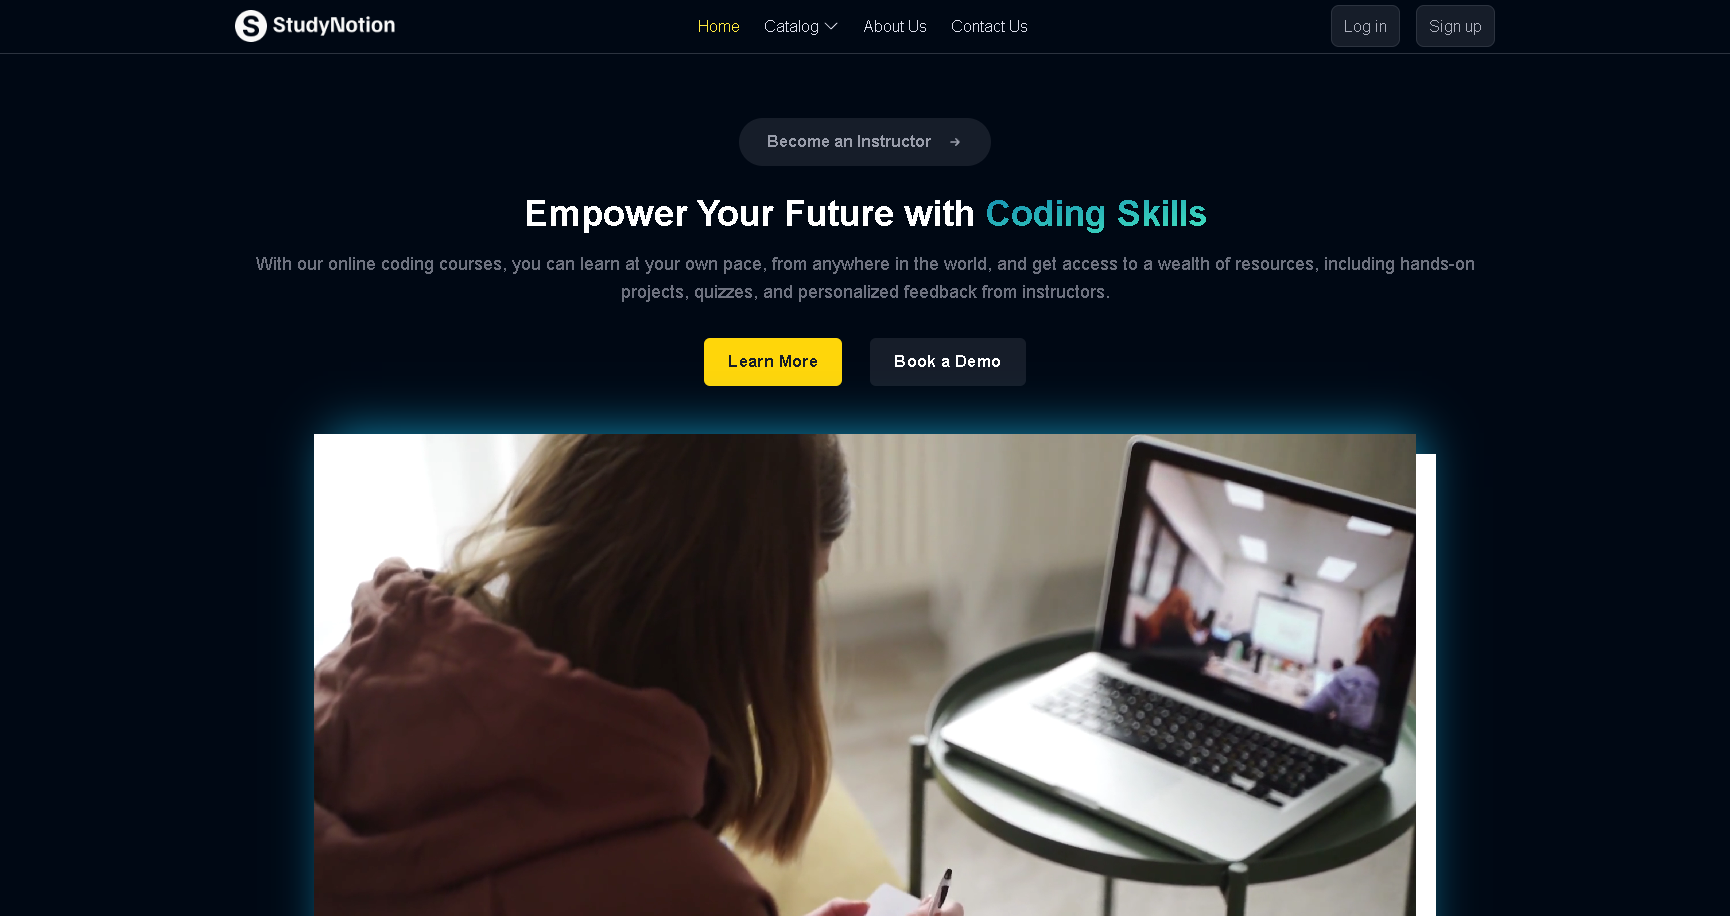 StudyNotion
Home Catalog About Us Contact Us
Log in Sign up
Become an Instructor →
Empower Your Future with Coding Skills
With our online coding courses, you can learn at your own pace, from anywhere in the world, and get access to a wealth of resources, including hands-on
projects, quizzes, and personalized feedback from instructors.
Learn More Book a Demo